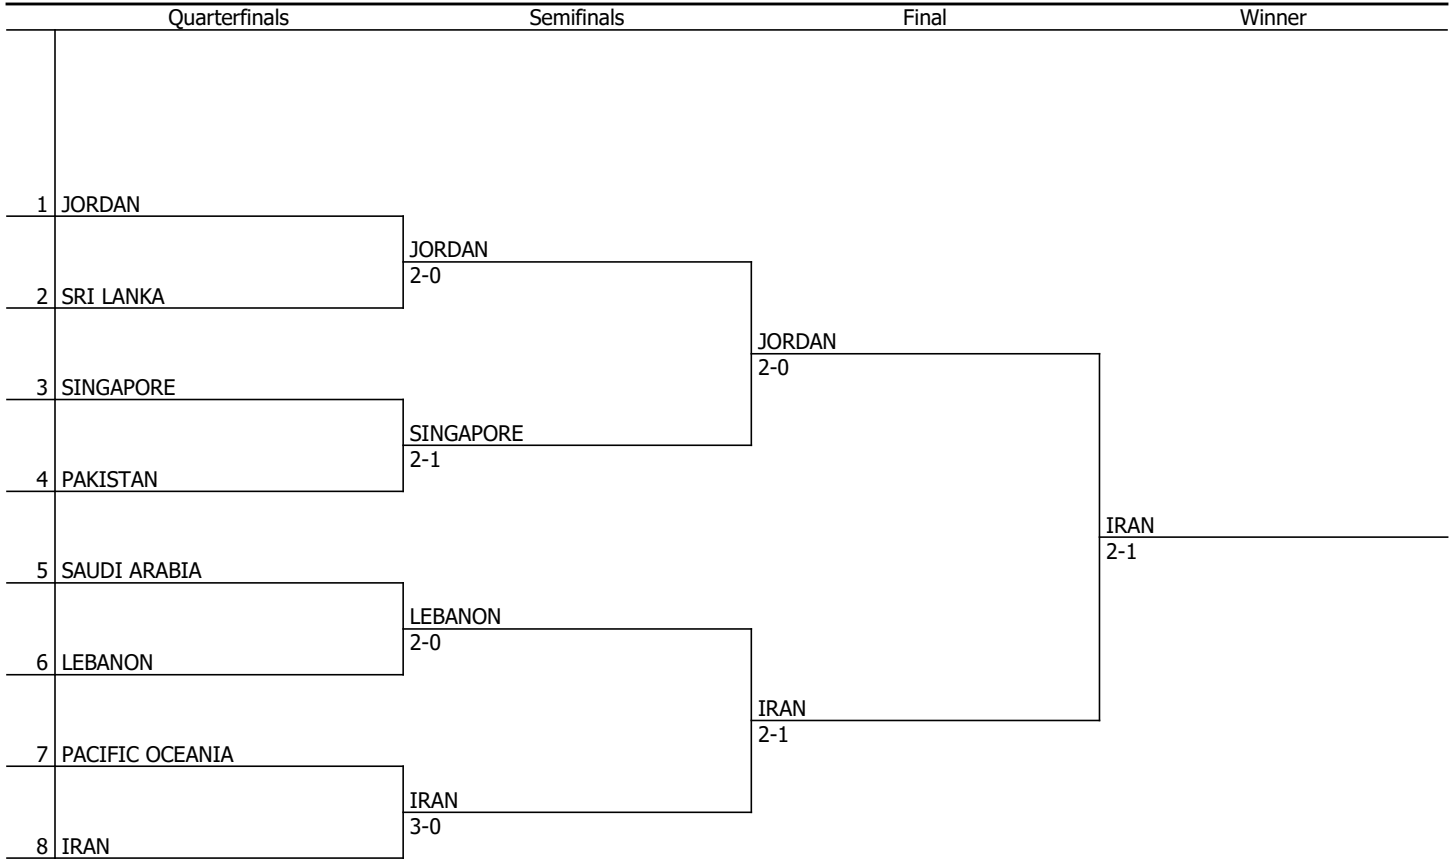 Quarterfinals Semifinals Final Winner
1 JORDAN
JORDAN
2-0
2 SRI LANKA
JORDAN
2-0
3 SINGAPORE
SINGAPORE
2-1
4 PAKISTAN
IRAN
2-1
5 SAUDI ARABIA
LEBANON
2-0
6 LEBANON
IRAN
2-1
7 PACIFIC OCEANIA
IRAN
3-0
8 IRAN